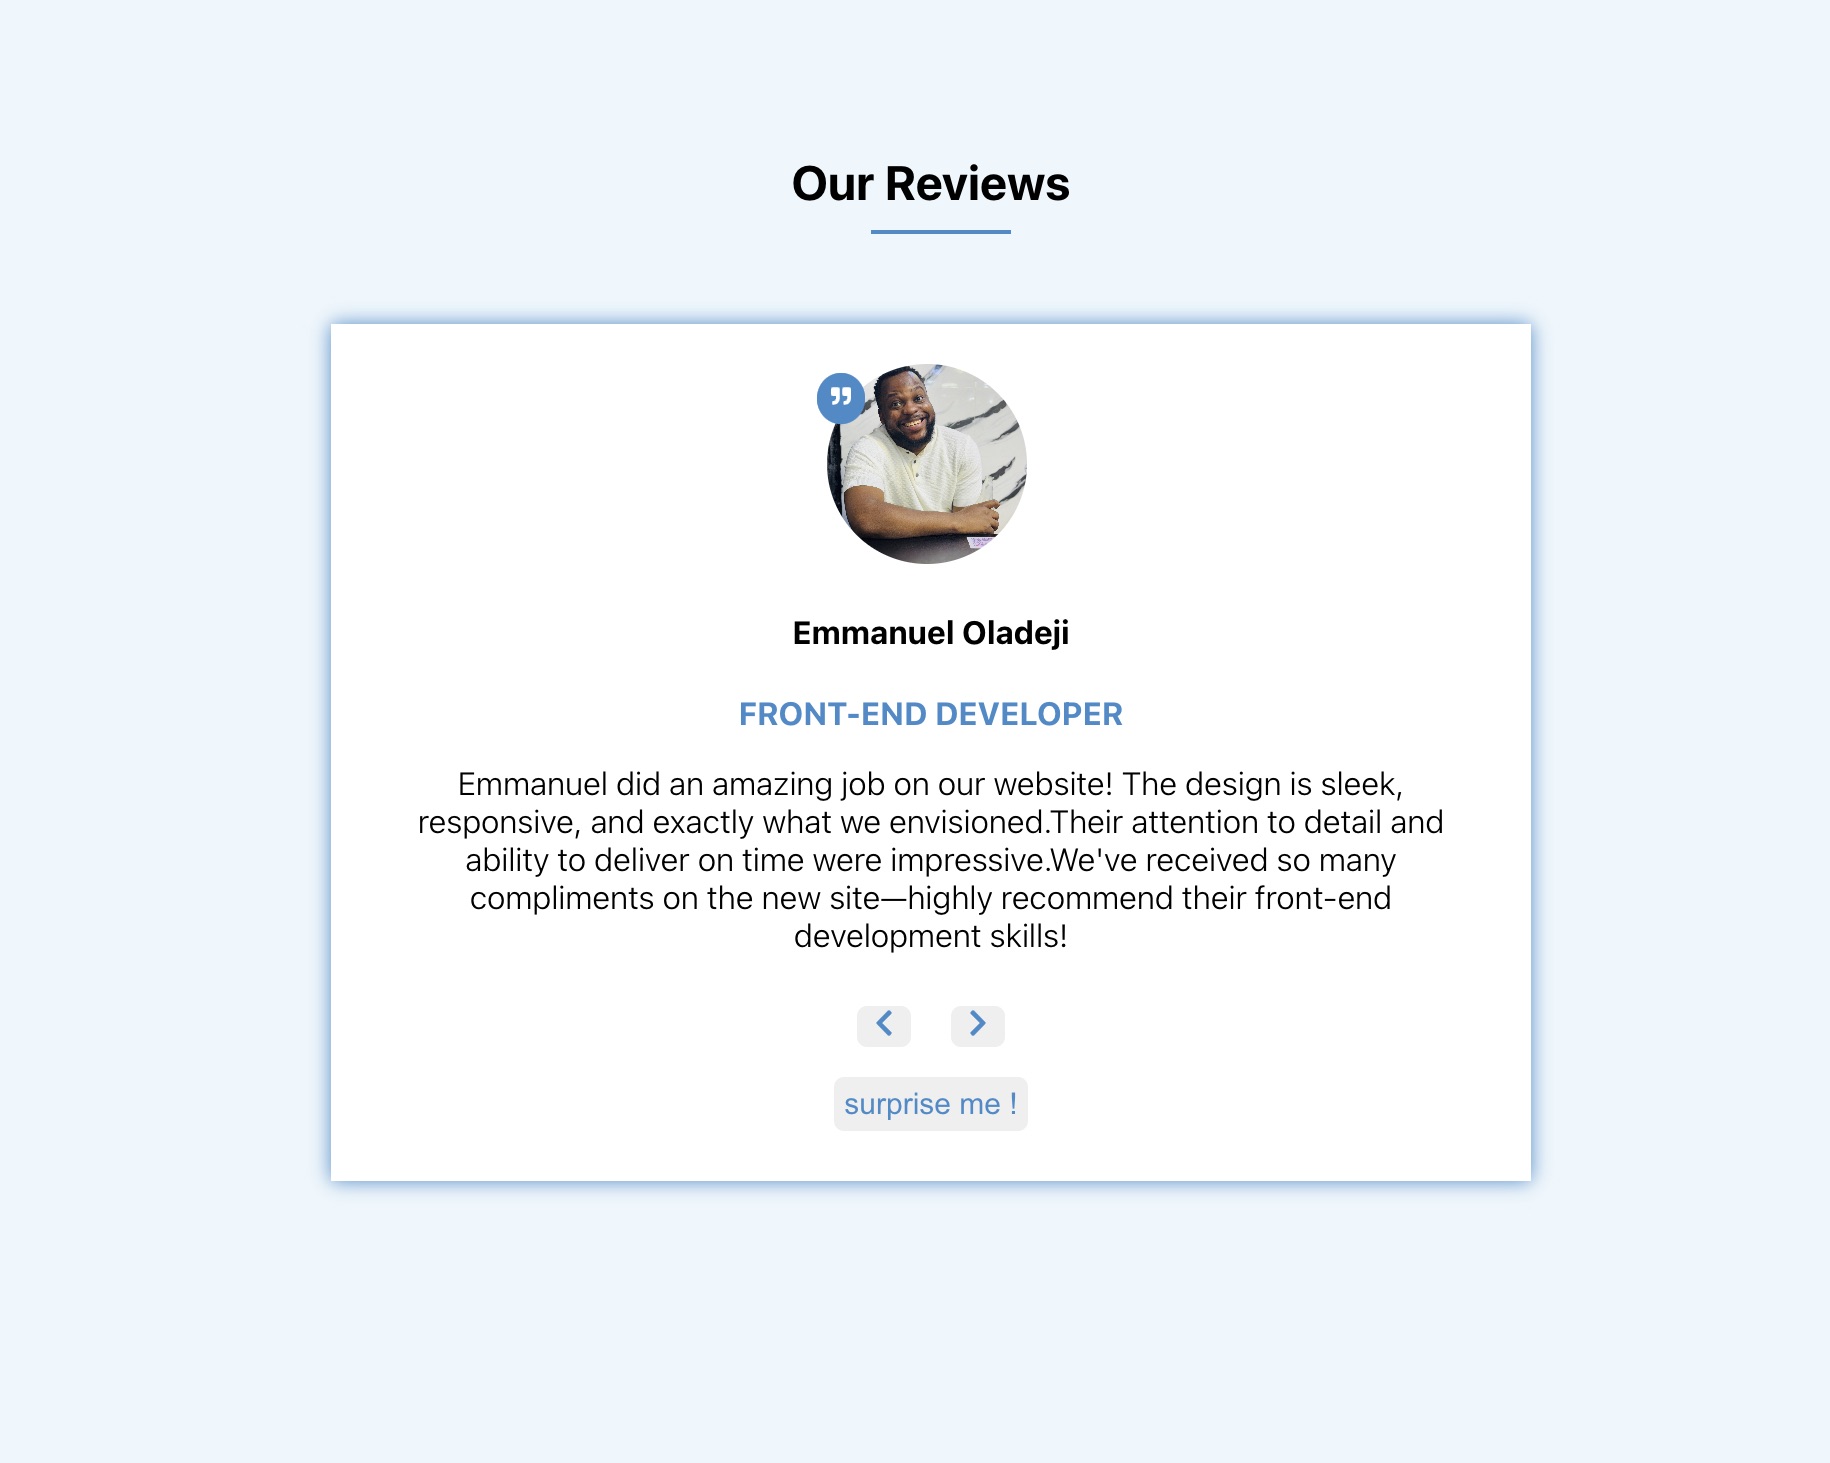 Our Reviews
”
Emmanuel Oladeji
FRONT-END DEVELOPER
Emmanuel did an amazing job on our website! The design is sleek,
responsive, and exactly what we envisioned.Their attention to detail and
ability to deliver on time were impressive.We've received so many
compliments on the new site—highly recommend their front-end
development skills!
surprise me !